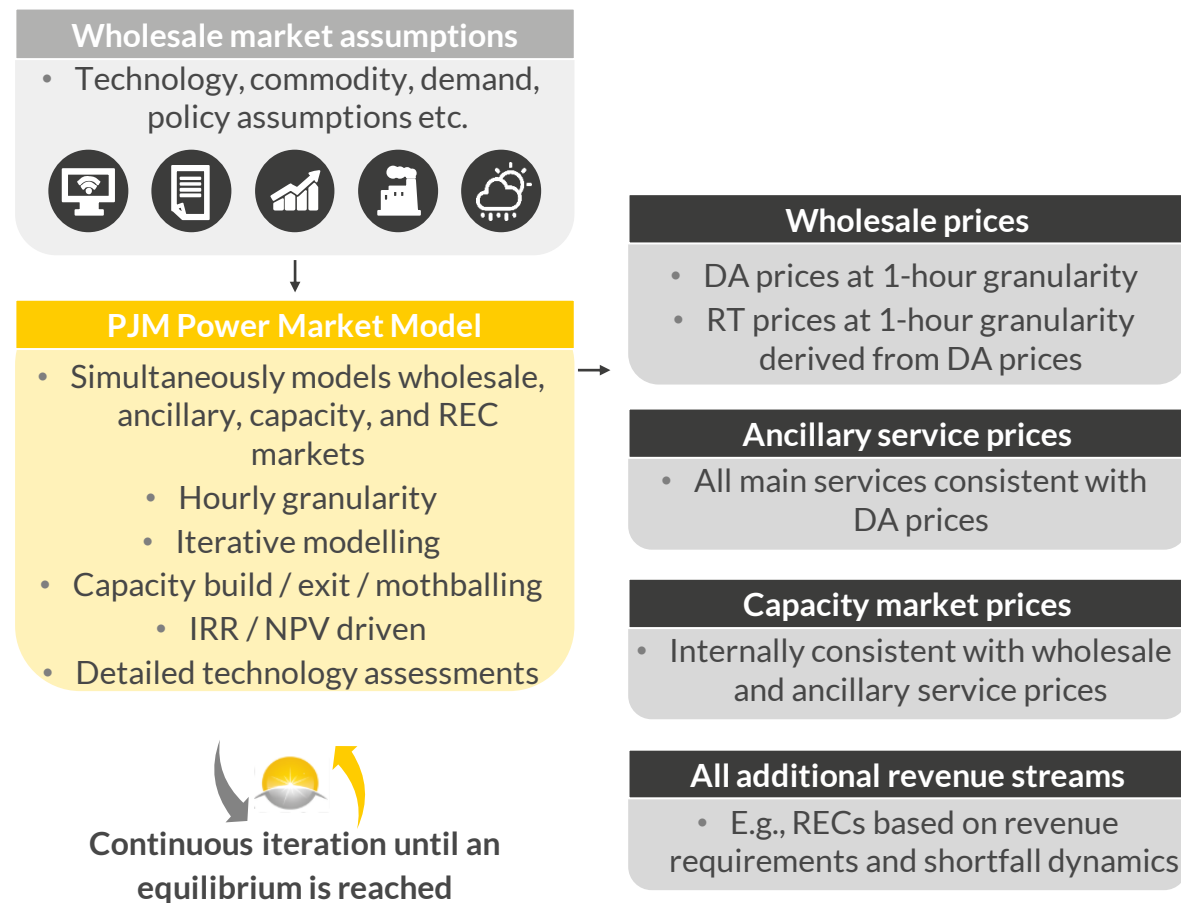 Wholesale market assumptions
• Technology, commodity, demand,
policy assumptions etc.
PJM Power Market Model
• Simultaneously models wholesale,
ancillary, capacity, and REC
markets
• Hourly granularity
• Iterative modelling
• Capacity build / exit / mothballing
• IRR / NPV driven
• Detailed technology assessments
Continuous iteration until an
equilibrium is reached
Wholesale prices
• DA prices at 1-hour granularity
• RT prices at 1-hour granularity
derived from DA prices
Ancillary service prices
• All main services consistent with
DA prices
Capacity market prices
• Internally consistent with wholesale
and ancillary service prices
All additional revenue streams
• E.g., RECs based on revenue
requirements and shortfall dynamics